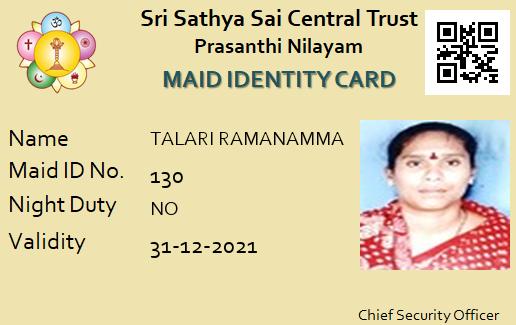 Sri Sathya Sai Central Trust
Prasanthi Nilayam
MAID IDENTITY CARD
Name TALARI RAMANAMMA
Maid ID No. 130
Night Duty NO
Validity 31-12-2021
Chief Security Officer